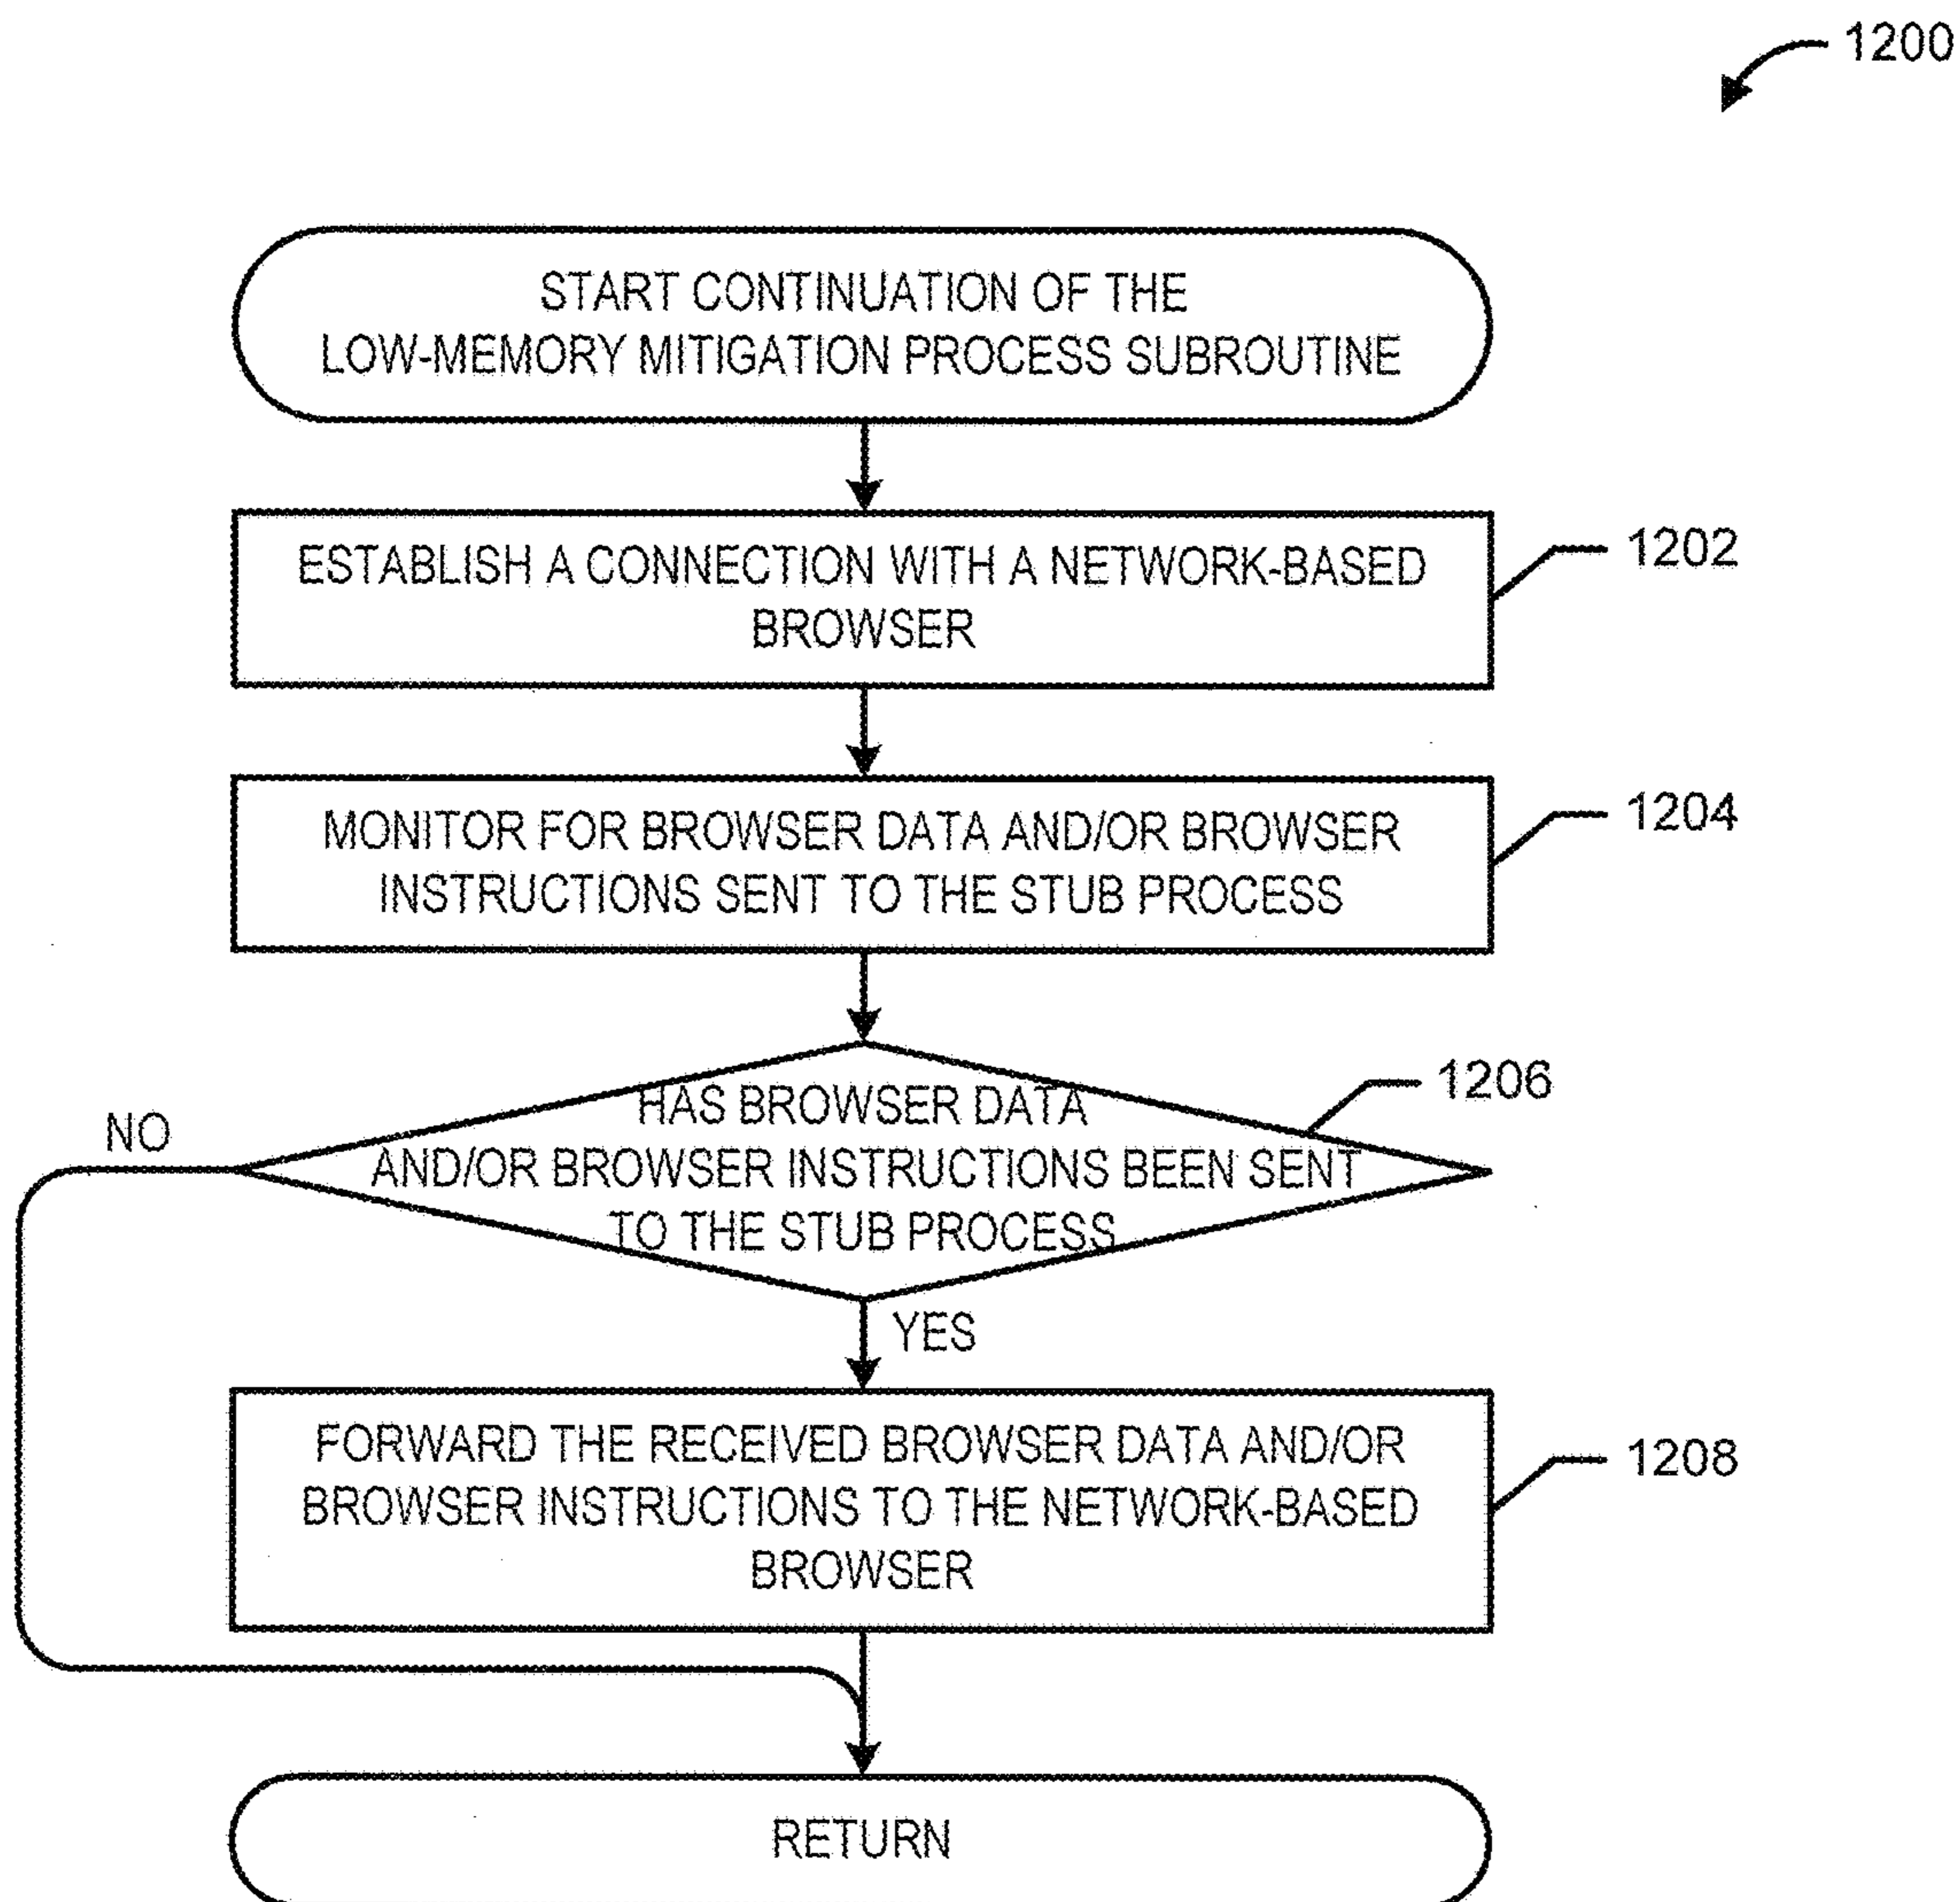 1200
START CONTINUATION OF THE
LOW-MEMORY MITIGATION PROCESS SUBROUTINE
ESTABLISH A CONNECTION WITH A NETWORK-BASED
BROWSER
1202
MONITOR FOR BROWSER DATA AND/OR BROWSER
INSTRUCTIONS SENT TO THE STUB PROCESS
1204
HAS BROWSER DATA
AND/OR BROWSER INSTRUCTIONS BEEN SENT
TO THE STUB PROCESS
1206
NO
YES
FORWARD THE RECEIVED BROWSER DATA AND/OR
BROWSER INSTRUCTIONS TO THE NETWORK-BASED
BROWSER
1208
RETURN